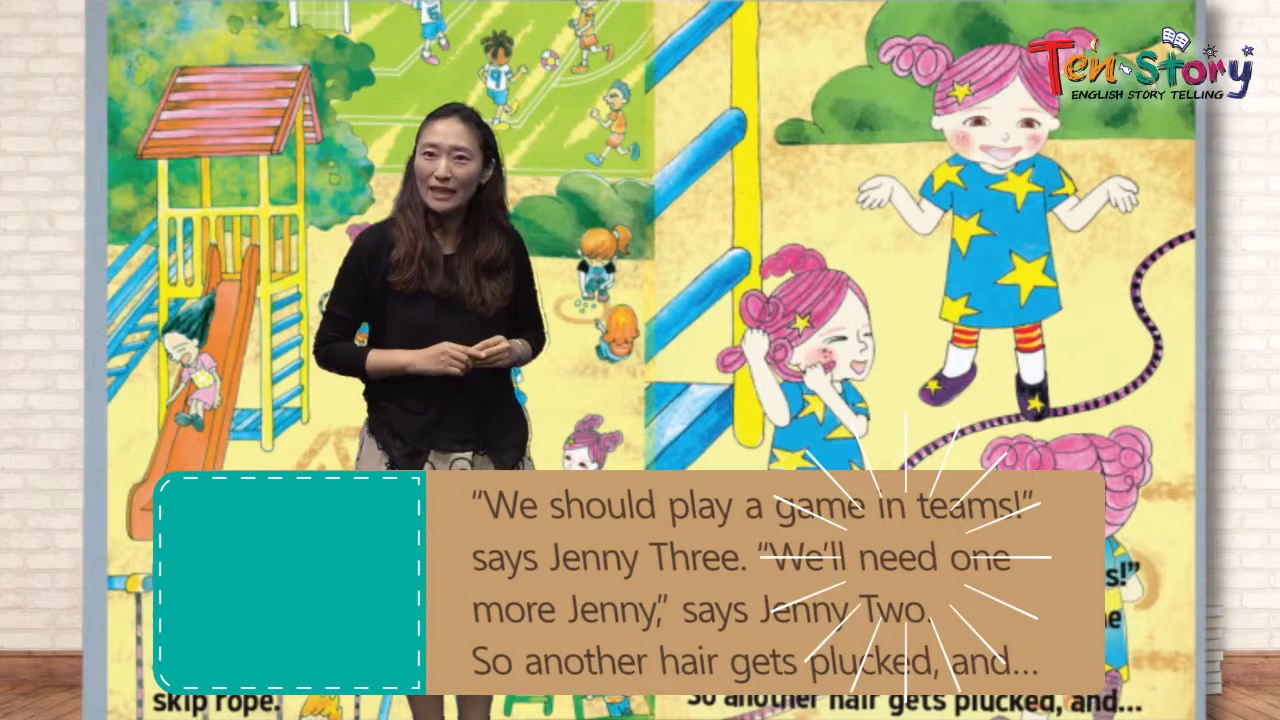 Ten Story
ENGLISH STORY TELLING
"We should play a game in teams!"
says Jenny Three. "We'll need one
more Jenny," says Jenny Two.
So another hair gets plucked, and...
s!"
e
skip rope.
So another hair gets plucked, and...